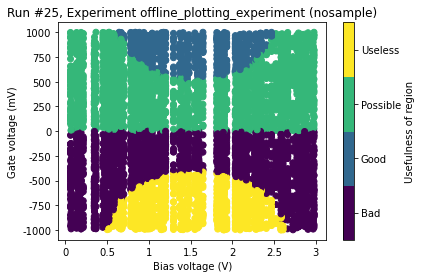 Run #25, Experiment offline_plotting_experiment (nosample)
1000
750
500
250
0
-250
-500
-750
-1000
Gate voltage (mV)
0
0.5
1
1.5
2
2.5
3
Bias voltage (V)
Useless
Possible
Good
Bad
Usefulness of region